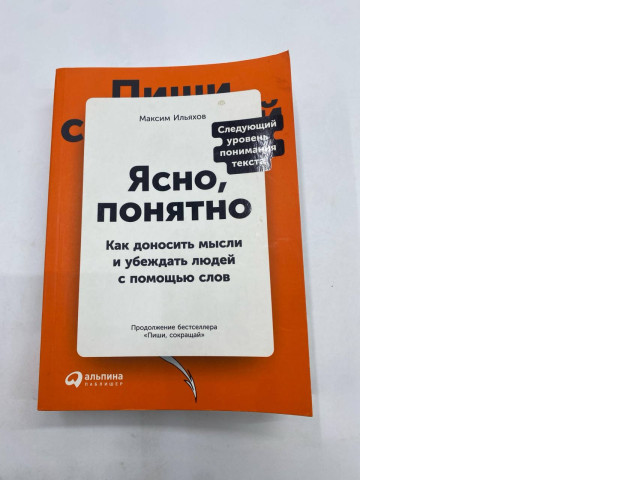 Пиши
Максим Ильяхов
Следующий
уровень
понимания
текста
Ясно,
понятно
Как доносить мысли
и убеждать людей
с помощью слов
Продолжение бестселлера
«Пиши, сокращай»
альпина
ПАБЛИШЕР